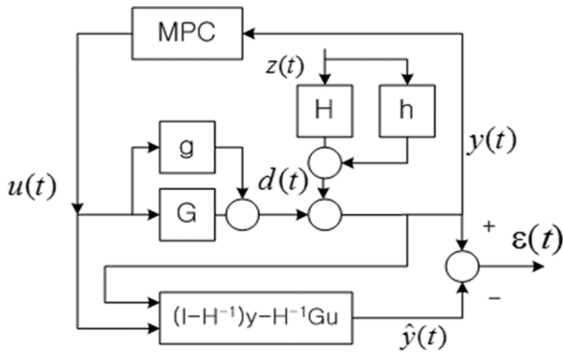 MPC
z(t)
H
h
g
y(t)
u(t)
d(t)
G
+
ε(t)
(I−H⁻¹)y−H⁻¹Gu
−
ŷ(t)